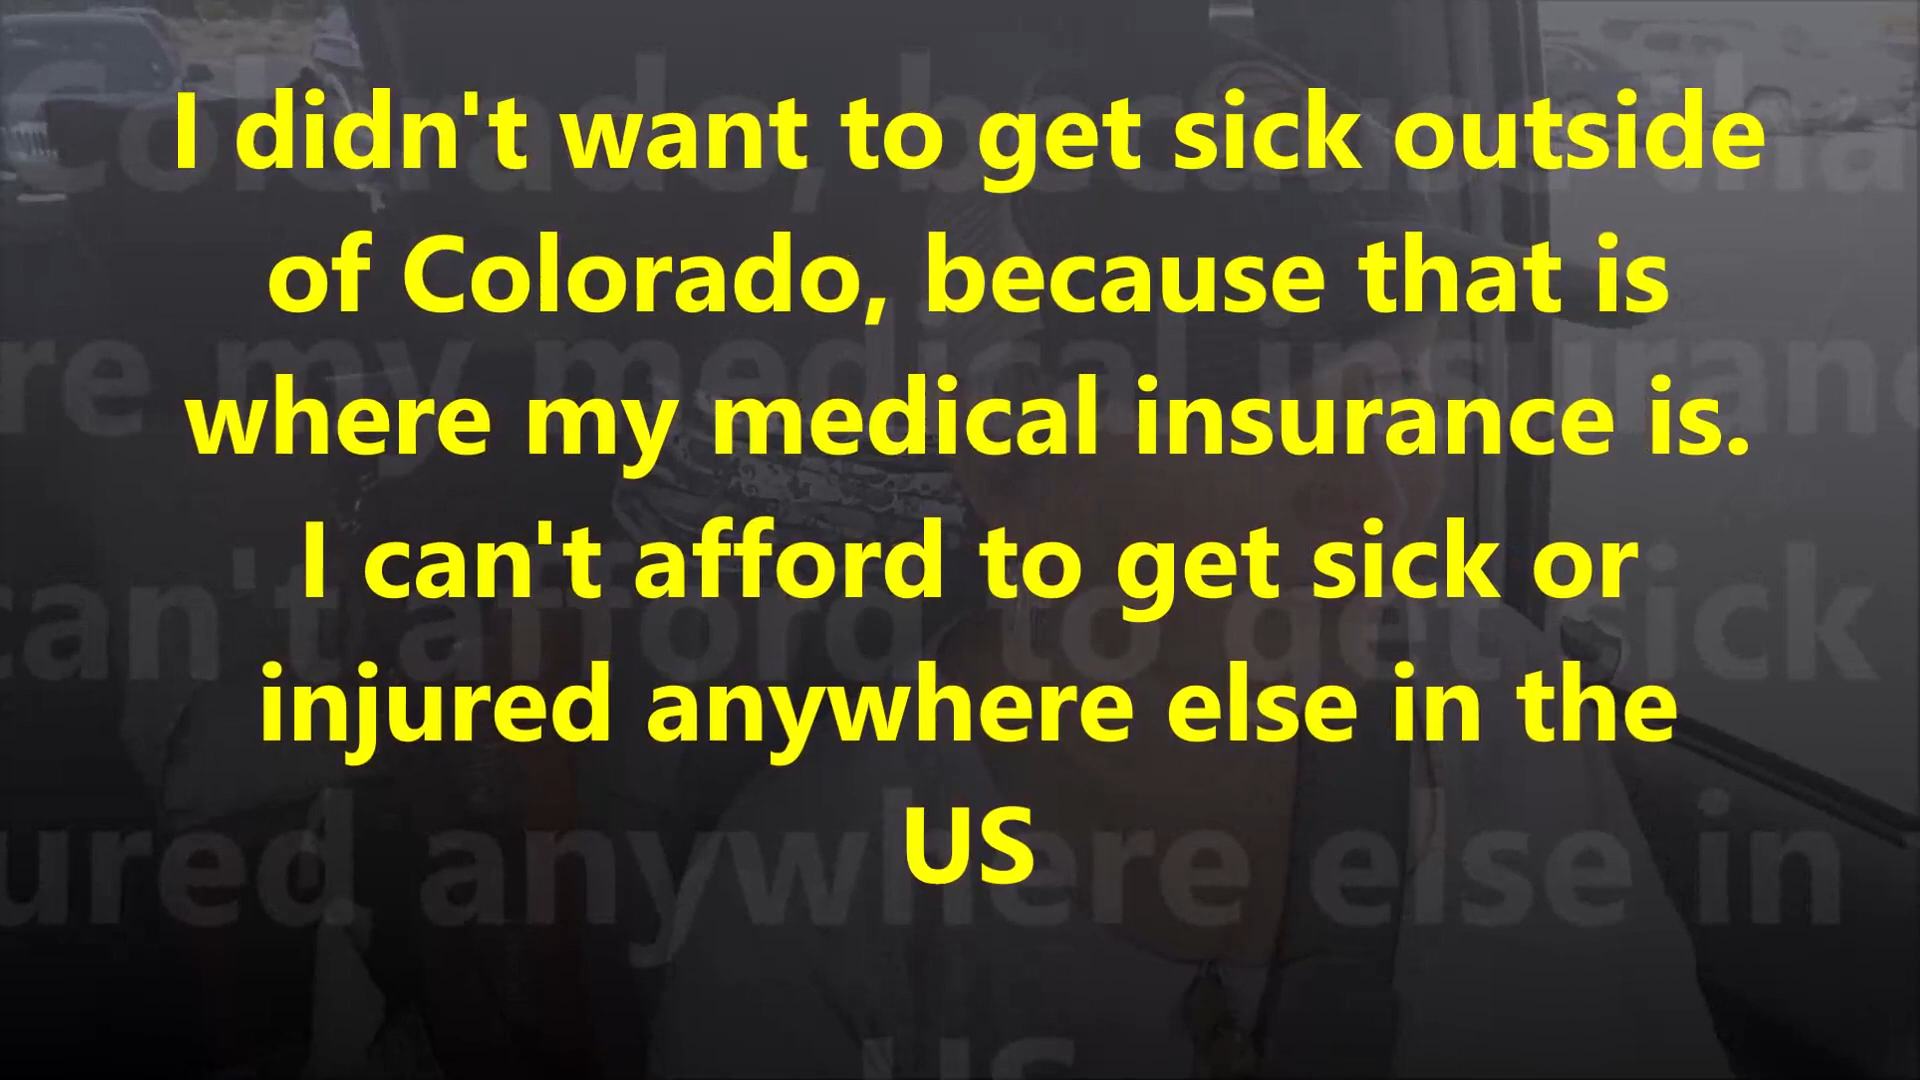 I didn't want to get sick outside
of Colorado, because that is
where my medical insurance is.
I can't afford to get sick or
injured anywhere else in the
US